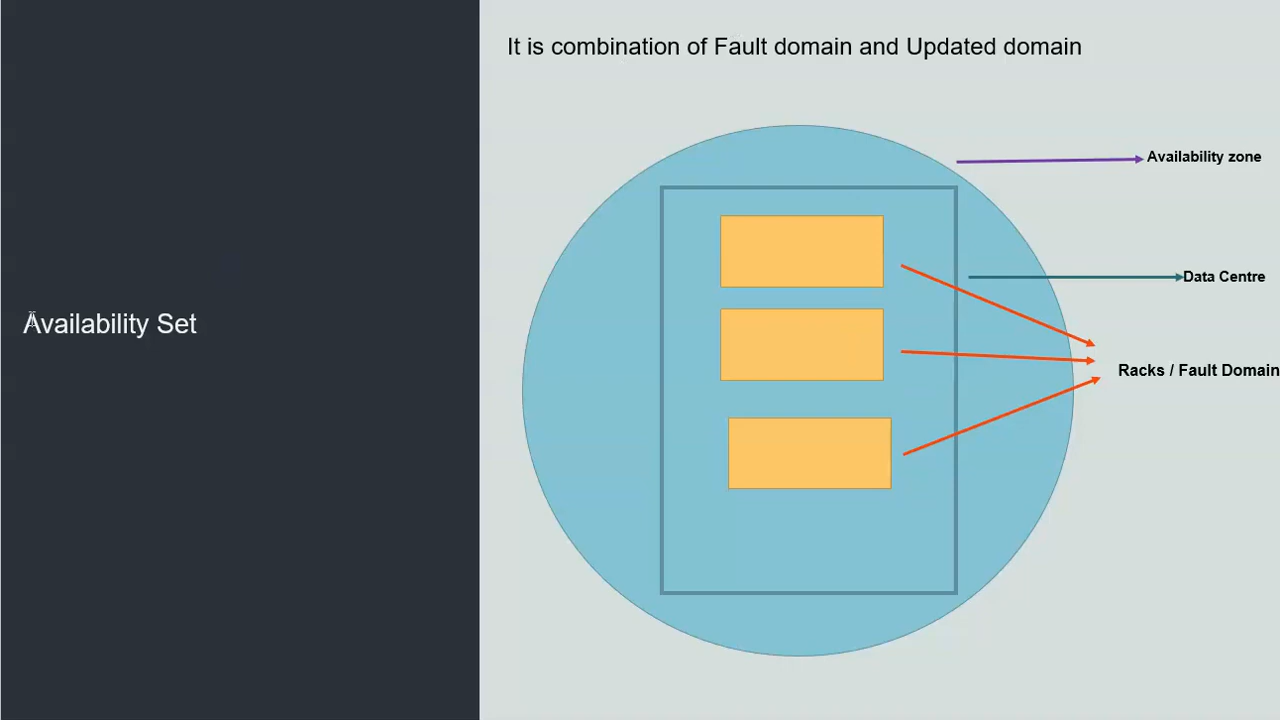 It is combination of Fault domain and Updated domain
Availability zone
Data Centre
Availability Set
Racks / Fault Domain